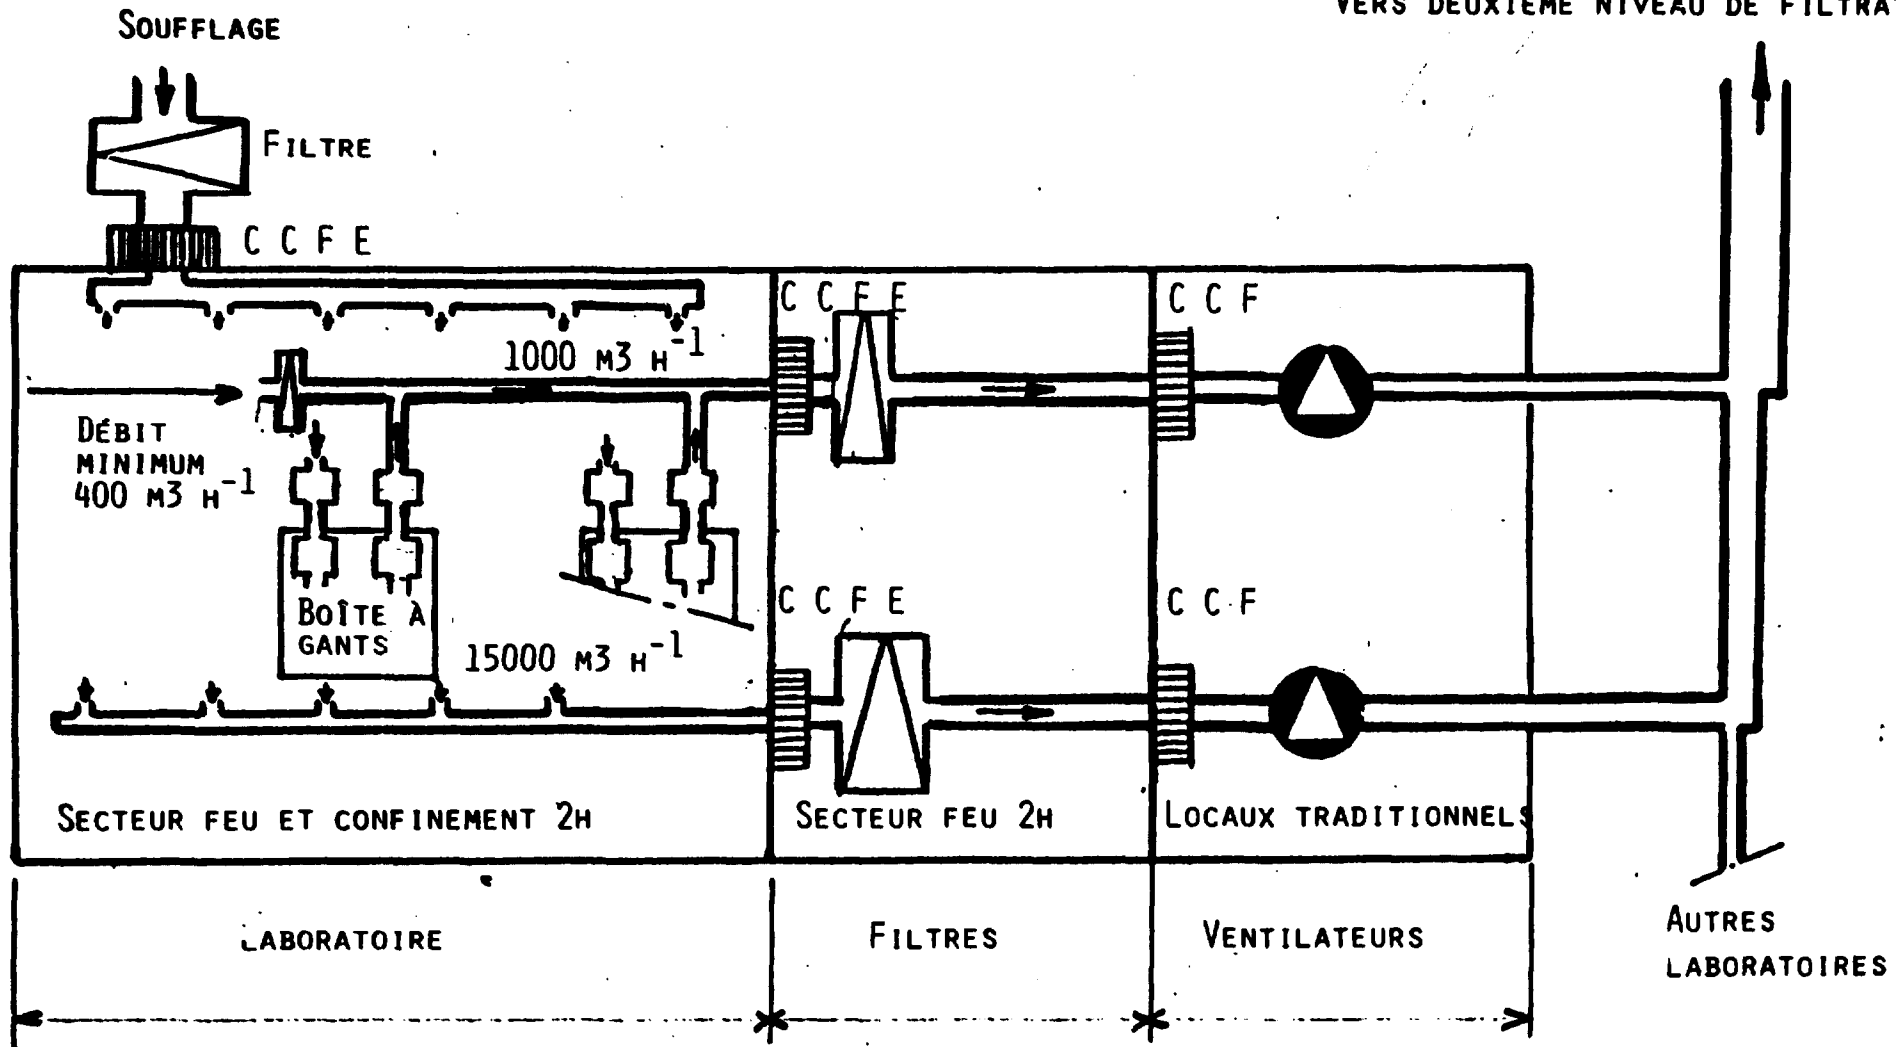 VERS DEUXIÈME NIVEAU DE
SOUFFLAGE
FILTRE
C C F E
C C F E
C C F
1000 M3 H-1
DÉBIT
MINIMUM
400 M3 H-1
BOÎTE À
GANTS
C C F E
C C F
15000 M3 H-1
SECTEUR FEU ET CONFINEMENT 2H
SECTEUR FEU 2H
LOCAUX TRADITIONNELS
LABORATOIRE
FILTRES
VENTILATEURS
AUTRES
LABORATOIRES